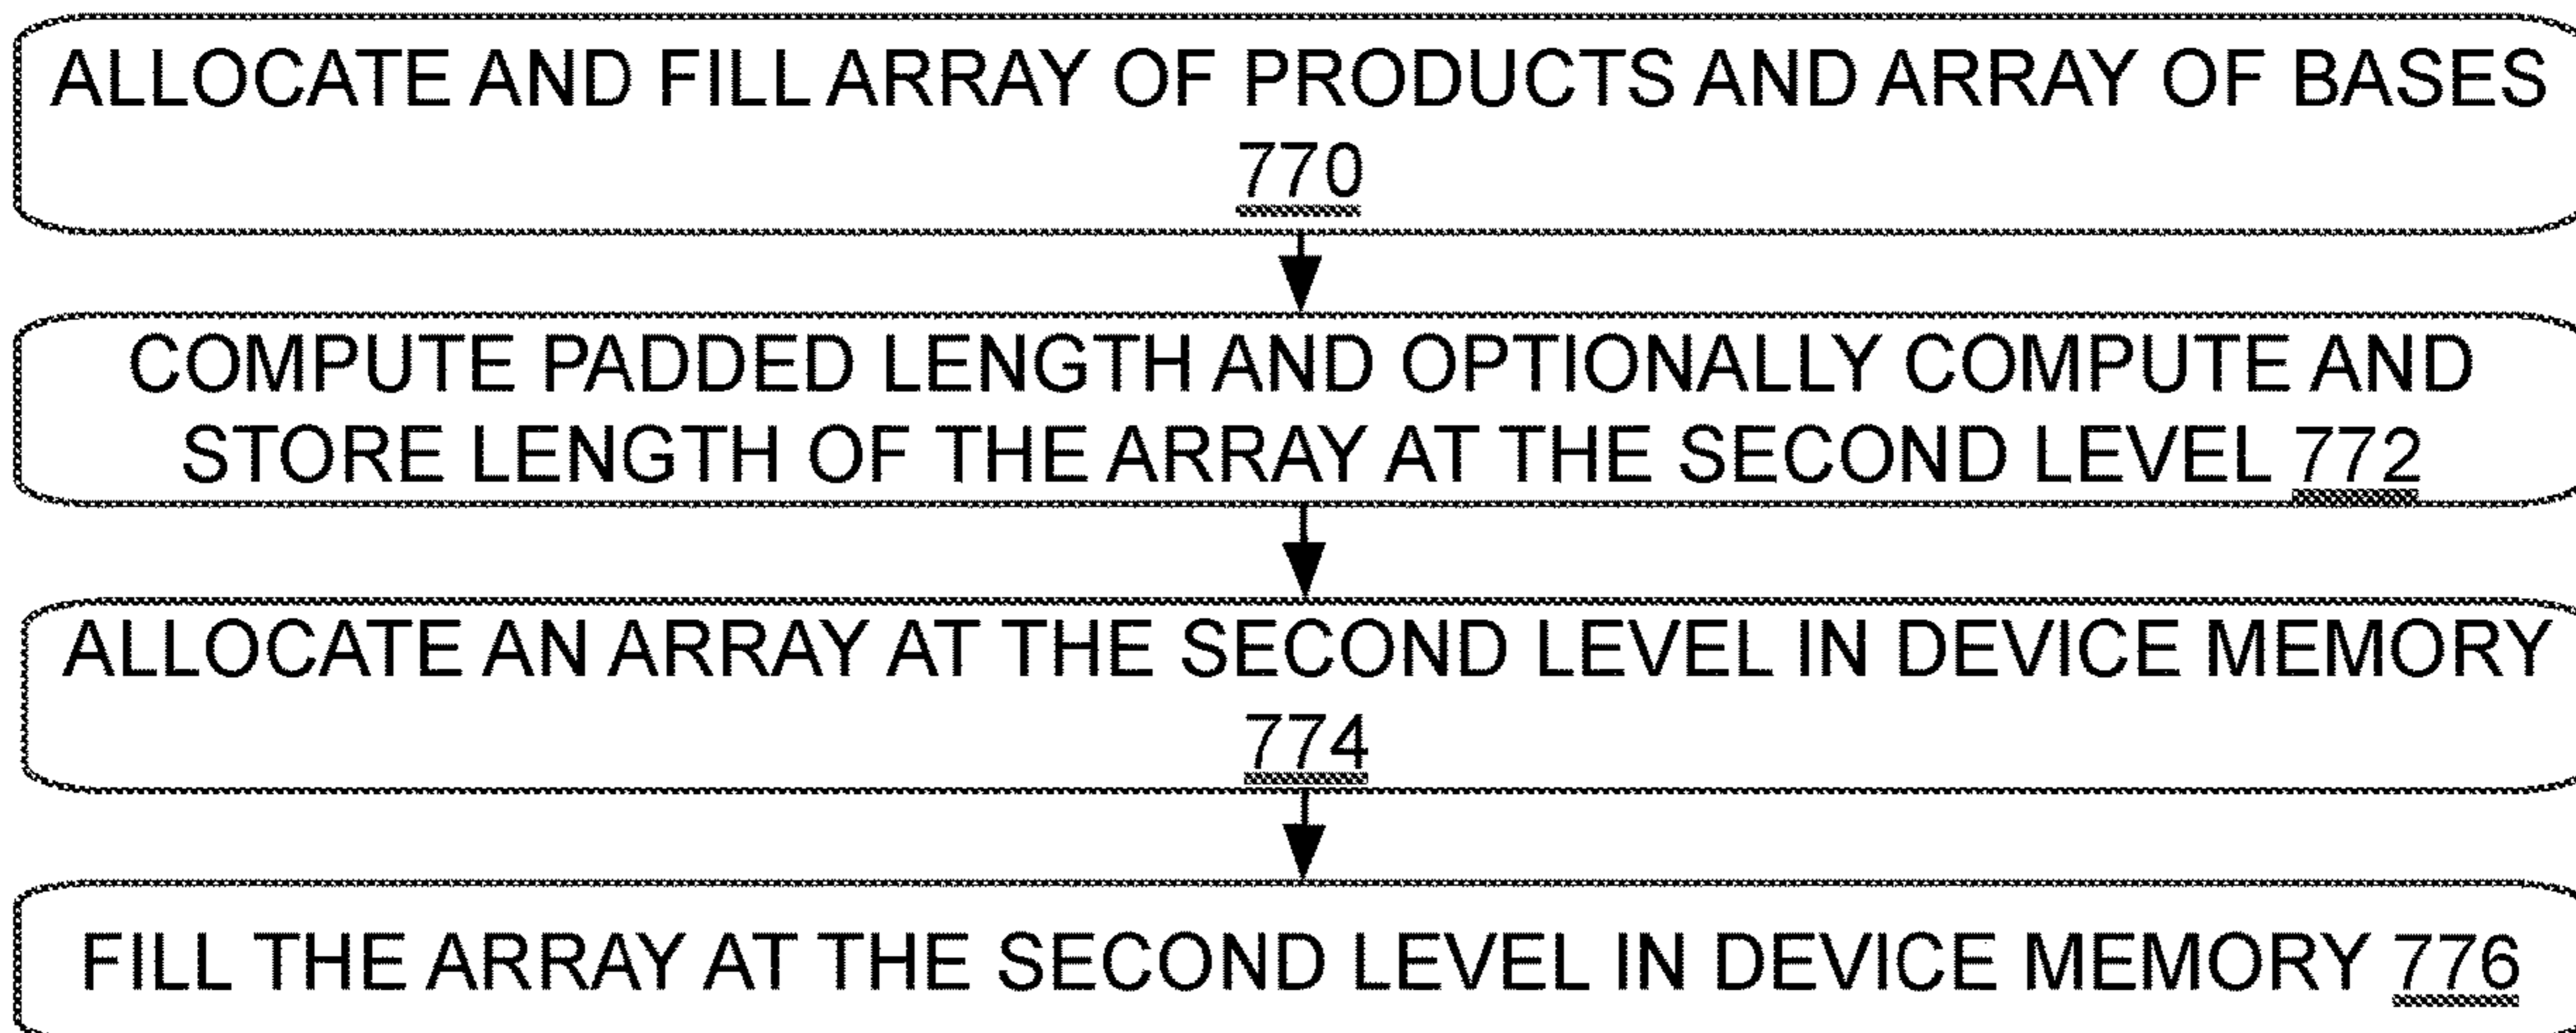 ALLOCATE AND FILL ARRAY OF PRODUCTS AND ARRAY OF BASES
770
COMPUTE PADDED LENGTH AND OPTIONALLY COMPUTE AND
STORE LENGTH OF THE ARRAY AT THE SECOND LEVEL 772
ALLOCATE AN ARRAY AT THE SECOND LEVEL IN DEVICE MEMORY
774
FILL THE ARRAY AT THE SECOND LEVEL IN DEVICE MEMORY 776